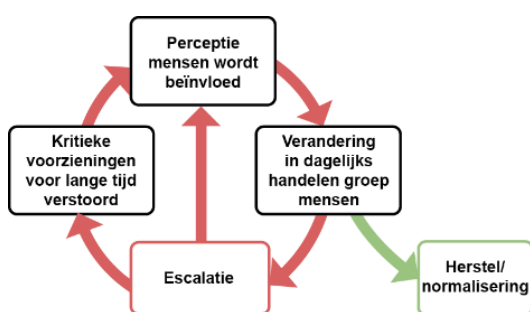 Perceptie
mensen wordt
beïnvloed
Kritieke
voorzieningen
voor lange tijd
verstoord
Verandering
in dagelijks
handelen groep
mensen
Escalatie
Herstel/
normalisering